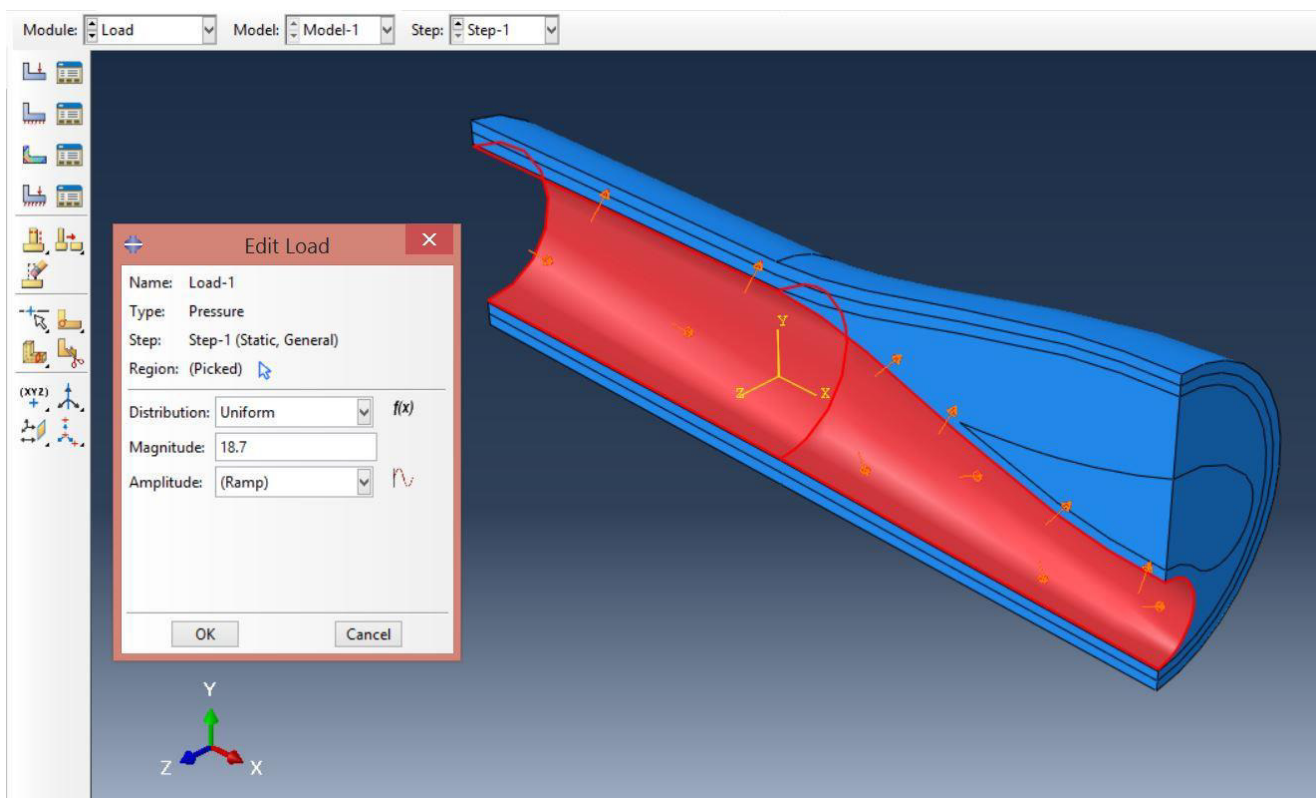 Module: Load Model: Model-1 Step: Step-1
Edit Load
Name: Load-1
Type: Pressure
Step: Step-1 (Static, General)
Region: (Picked)
Distribution: Uniform f(x)
Magnitude: 18.7
Amplitude: (Ramp)
OK Cancel
(XYZ)
Y
Z X
Y
Z X